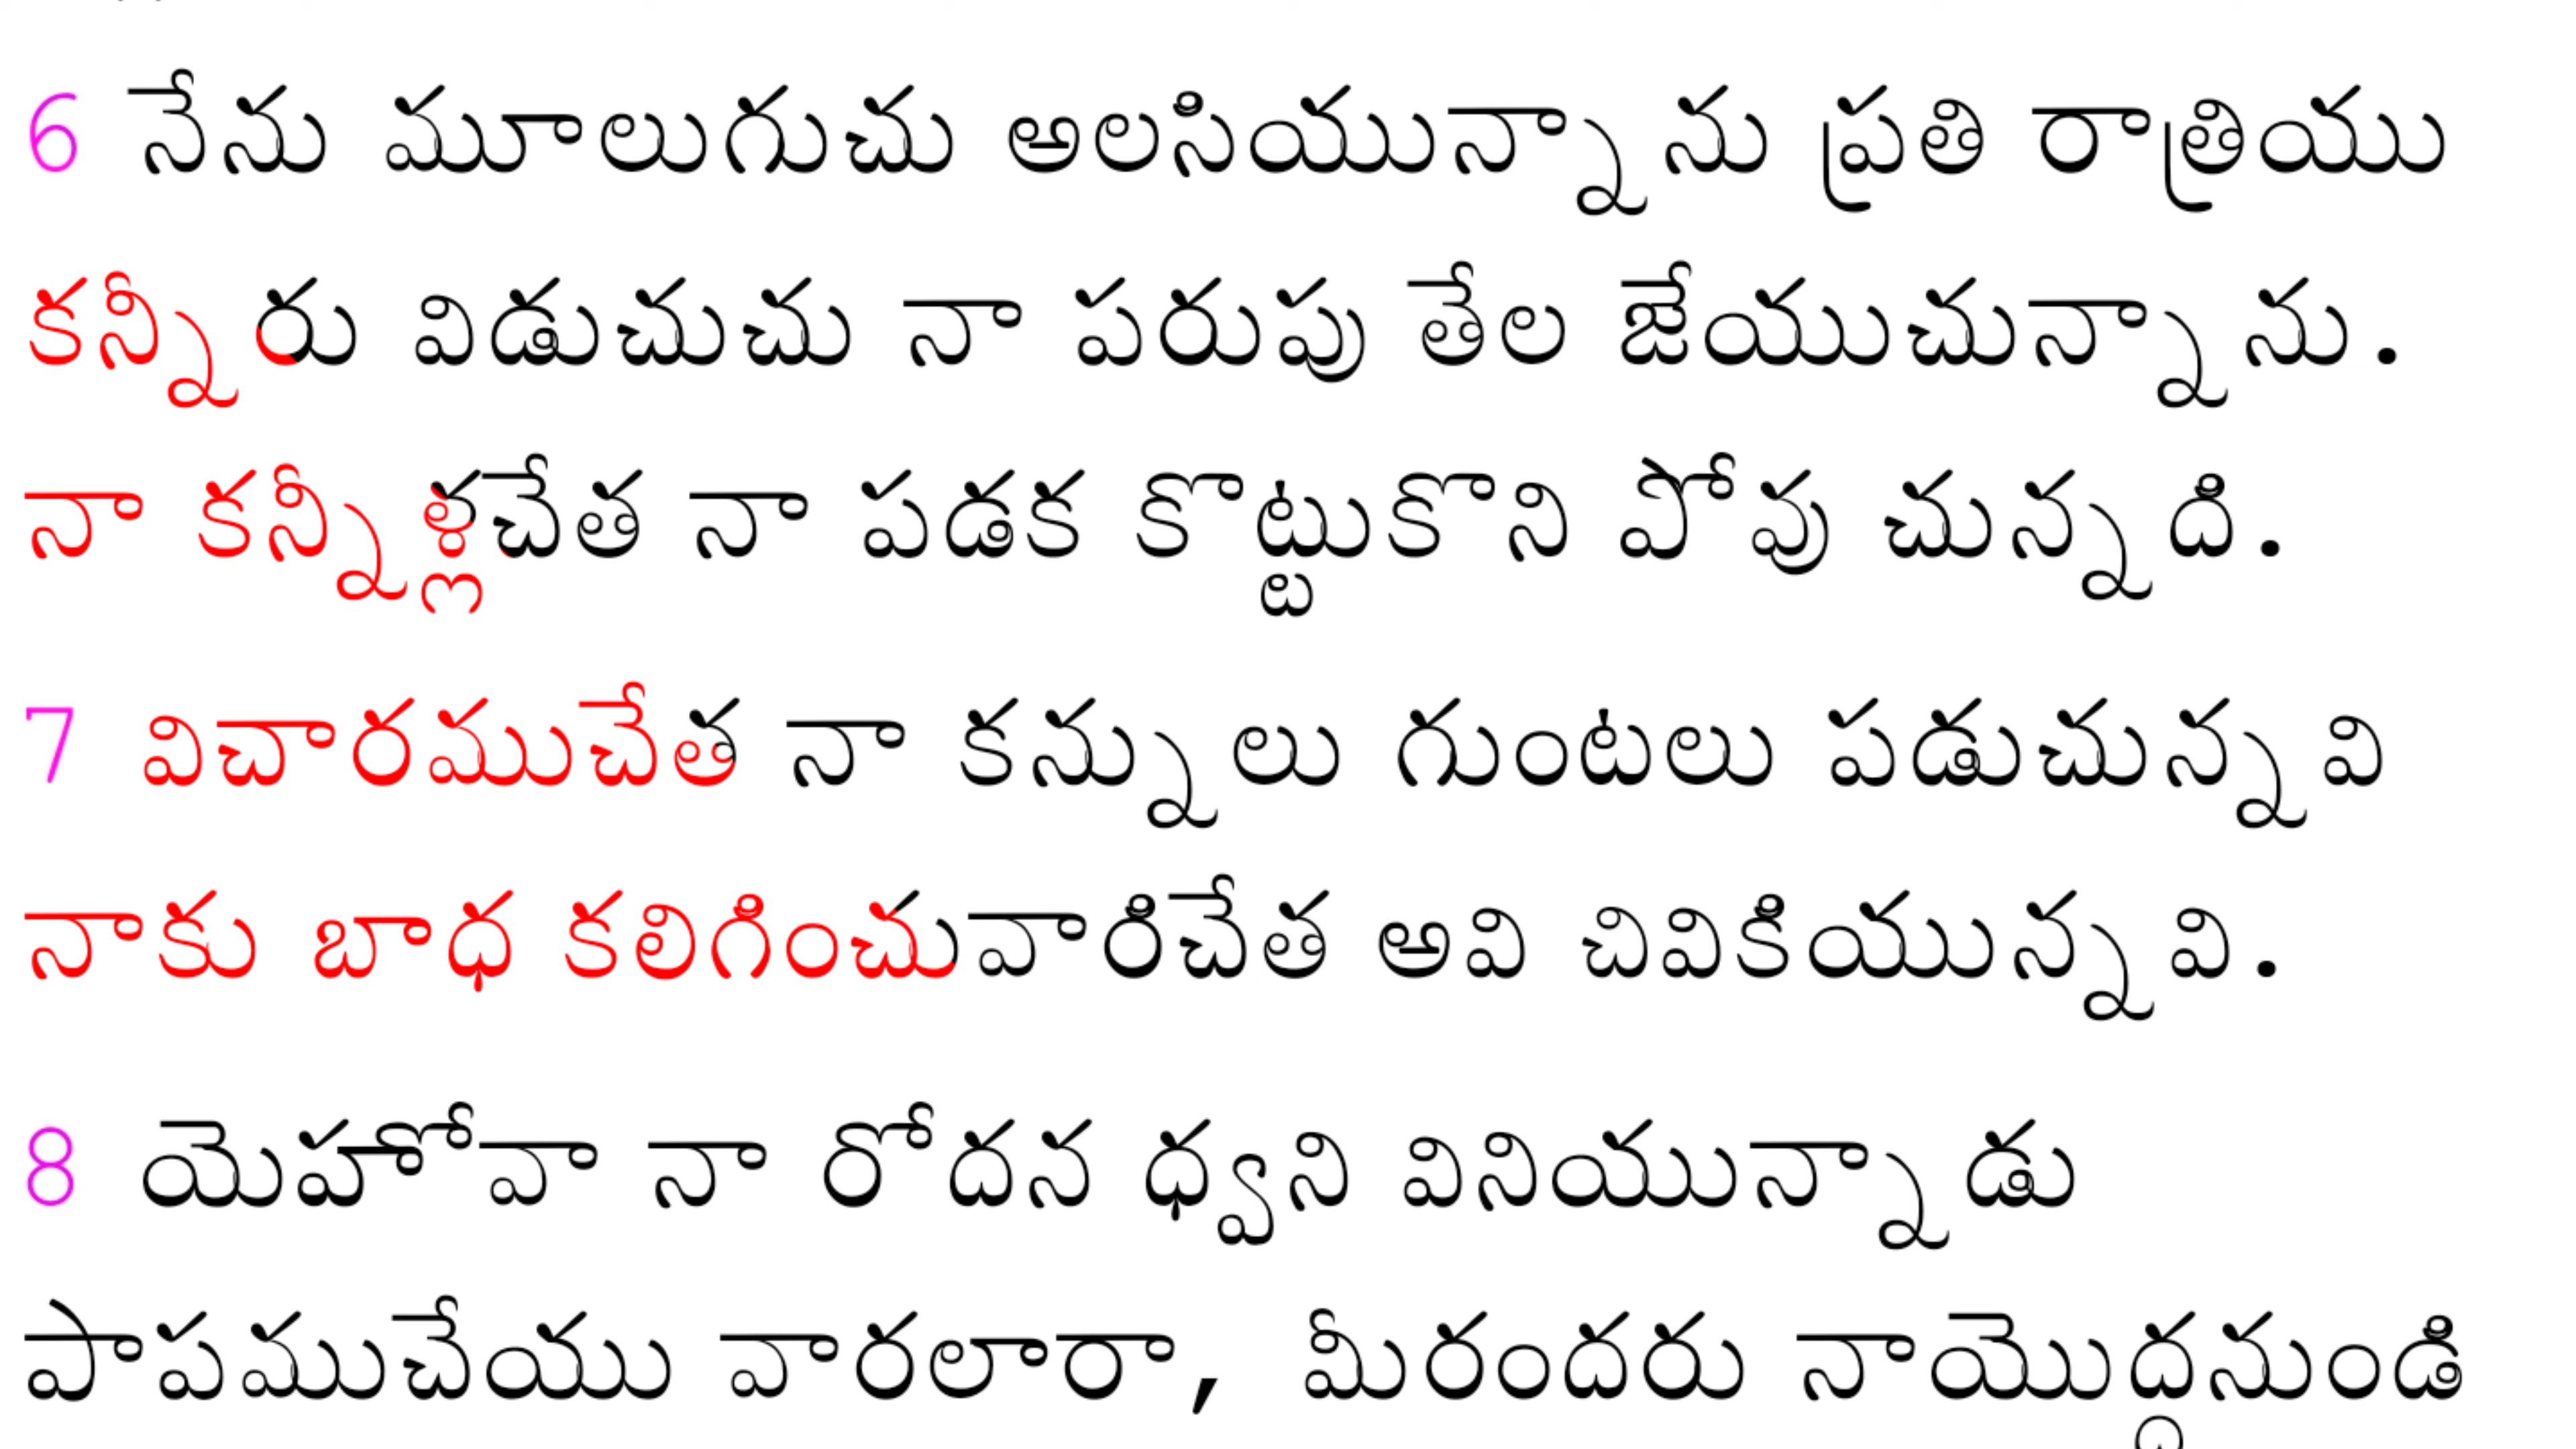 6 నేను మూలుగుచు అలసియున్నాను ప్రతి రాత్రియు
కన్నీరు విడుచుచు నా పరుపు తేల జేయుచున్నాను.
నా కన్నీళ్లచేత నా పడక కొట్టుకొని పోవు చున్నది.
7 విచారముచేత నా కన్నులు గుంటలు పడుచున్నవి
నాకు బాధ కలిగించువారిచేత అవి చివికియున్నవి.
8 యెహోవా నా రోదన ధ్వని వినియున్నాడు
పాపముచేయు వారలారా, మీరందరు నాయొద్దనుండి